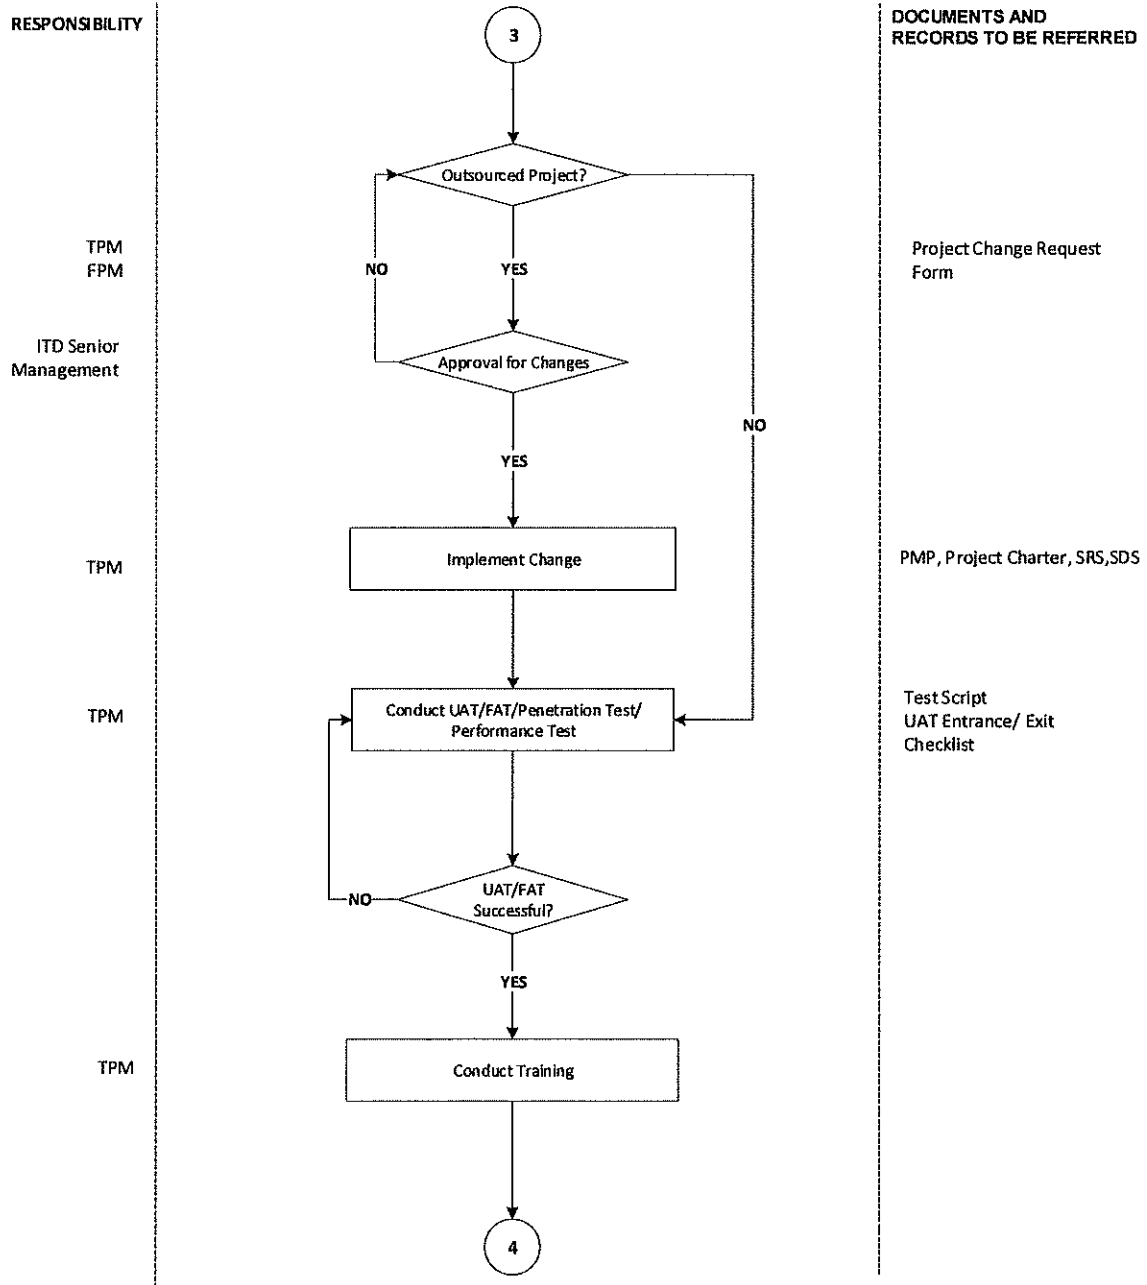 RESPONSIBILITY
3
DOCUMENTS AND
RECORDS TO BE REFERRED
Outsourced Project?
TPM
FPM
NO
YES
Project Change Request
Form
ITD Senior
Management
Approval for Changes
NO
YES
Implement Change
TPM
PMP, Project Charter, SRS,SDS
TPM
Conduct UAT/FAT/Penetration Test/
Performance Test
Test Script
UAT Entrance/ Exit
Checklist
NO
UAT/FAT
Successful?
YES
TPM
Conduct Training
4